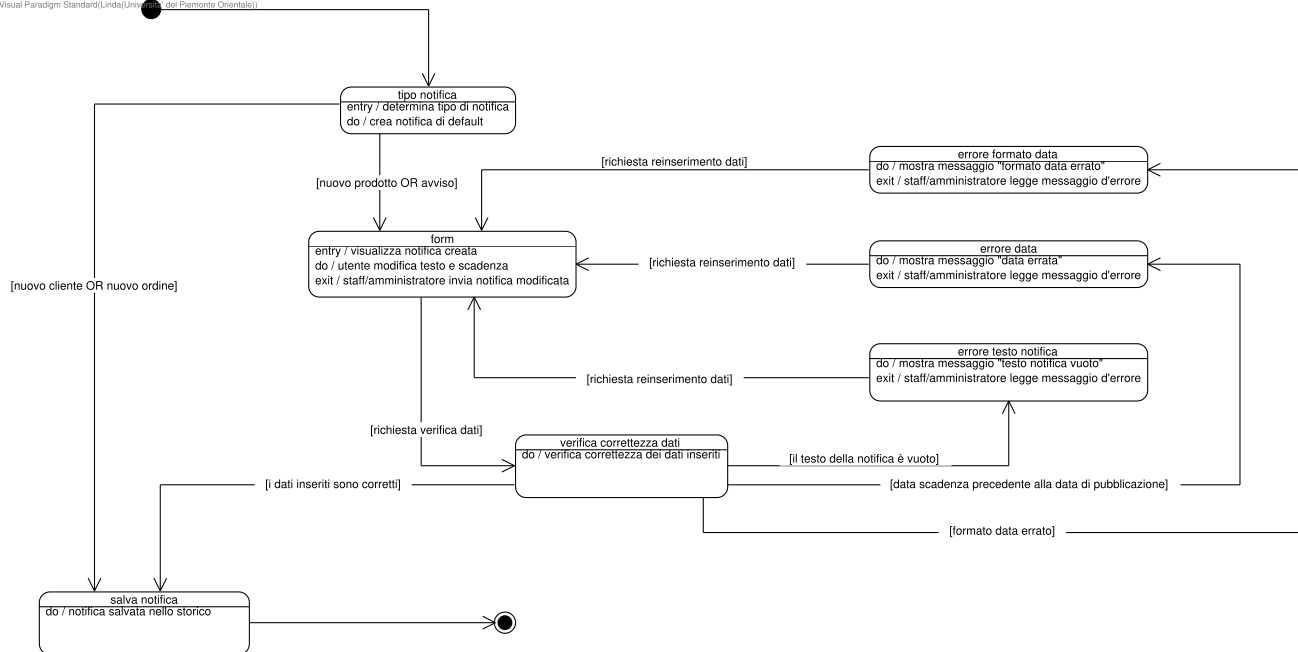 Visual Paradigm Standard(Linda(Universita' del Piemonte Orientale))
tipo notifica
entry / determina tipo di notifica
do / crea notifica di default
errore formato data
do / mostra messaggio "formato data errato"
exit / staff/amministratore legge messaggio d'errore
[richiesta reinserimento dati]
[nuovo prodotto OR avviso]
form
entry / visualizza notifica creata
do / utente modifica testo e scadenza
exit / staff/amministratore invia notifica modificata
errore data
do / mostra messaggio "data errata"
exit / staff/amministratore legge messaggio d'errore
[richiesta reinserimento dati]
[nuovo cliente OR nuovo ordine]
errore testo notifica
do / mostra messaggio "testo notifica vuoto"
exit / staff/amministratore legge messaggio d'errore
[richiesta reinserimento dati]
[richiesta verifica dati]
verifica correttezza dati
do / verifica correttezza dei dati inseriti
[il testo della notifica è vuoto]
[i dati inseriti sono corretti]
[data scadenza precedente alla data di pubblicazione]
[formato data errato]
salva notifica
do / notifica salvata nello storico